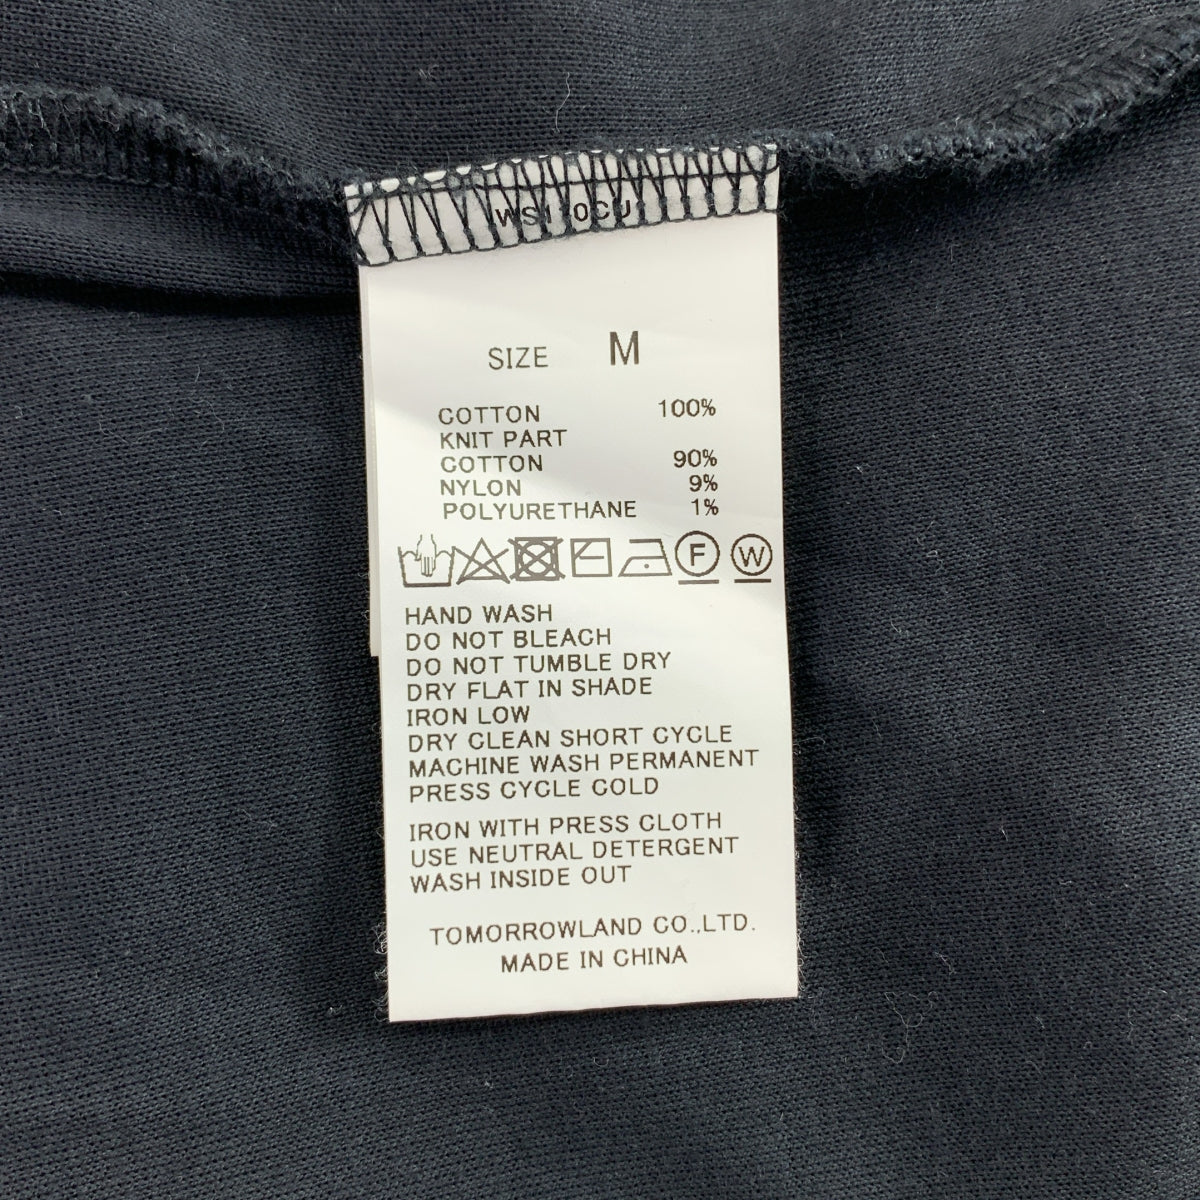 SIZE M
COTTON 100%
KNIT PART
COTTON 90%
NYLON 9%
POLYURETHANE 1%
F W
HAND WASH
DO NOT BLEACH
DO NOT TUMBLE DRY
DRY FLAT IN SHADE
IRON LOW
DRY CLEAN SHORT CYCLE
MACHINE WASH PERMANENT
PRESS CYCLE COLD
IRON WITH PRESS CLOTH
USE NEUTRAL DETERGENT
WASH INSIDE OUT
TOMORROWLAND CO.,LTD.
MADE IN CHINA